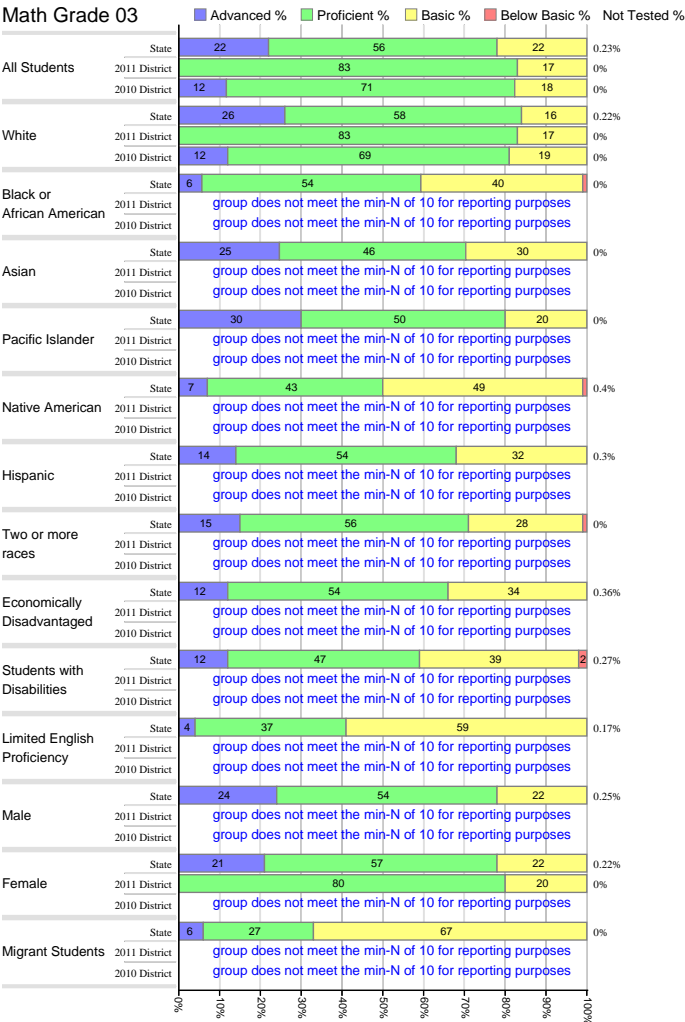 Math Grade 03
Advanced % Proficient % Basic % Below Basic % Not Tested %
All Students
State 22 56 22 0.23%
2011 District 83 17 0%
2010 District 12 71 18 0%
White
State 26 58 16 0.22%
2011 District 83 17 0%
2010 District 12 69 19 0%
Black or
African American
State 6 54 40 0%
2011 District group does not meet the min-N of 10 for reporting purposes
2010 District group does not meet the min-N of 10 for reporting purposes
Asian
State 25 46 30 0%
2011 District group does not meet the min-N of 10 for reporting purposes
2010 District group does not meet the min-N of 10 for reporting purposes
Pacific Islander
State 30 50 20 0%
2011 District group does not meet the min-N of 10 for reporting purposes
2010 District group does not meet the min-N of 10 for reporting purposes
Native American
State 7 43 49 0.4%
2011 District group does not meet the min-N of 10 for reporting purposes
2010 District group does not meet the min-N of 10 for reporting purposes
Hispanic
State 14 54 32 0.3%
2011 District group does not meet the min-N of 10 for reporting purposes
2010 District group does not meet the min-N of 10 for reporting purposes
Two or more
races
State 15 56 28 0%
2011 District group does not meet the min-N of 10 for reporting purposes
2010 District group does not meet the min-N of 10 for reporting purposes
Economically
Disadvantaged
State 12 54 34 0.36%
2011 District group does not meet the min-N of 10 for reporting purposes
2010 District group does not meet the min-N of 10 for reporting purposes
Students with
Disabilities
State 12 47 39 2 0.27%
2011 District group does not meet the min-N of 10 for reporting purposes
2010 District group does not meet the min-N of 10 for reporting purposes
Limited English
Proficiency
State 4 37 59 0.17%
2011 District group does not meet the min-N of 10 for reporting purposes
2010 District group does not meet the min-N of 10 for reporting purposes
Male
State 24 54 22 0.25%
2011 District group does not meet the min-N of 10 for reporting purposes
2010 District group does not meet the min-N of 10 for reporting purposes
Female
State 21 57 22 0.22%
2011 District 80 20 0%
2010 District group does not meet the min-N of 10 for reporting purposes
Migrant Students
State 6 27 67 0%
2011 District group does not meet the min-N of 10 for reporting purposes
2010 District group does not meet the min-N of 10 for reporting purposes
0% 10% 20% 30% 40% 50% 60% 70% 80% 90% 100%